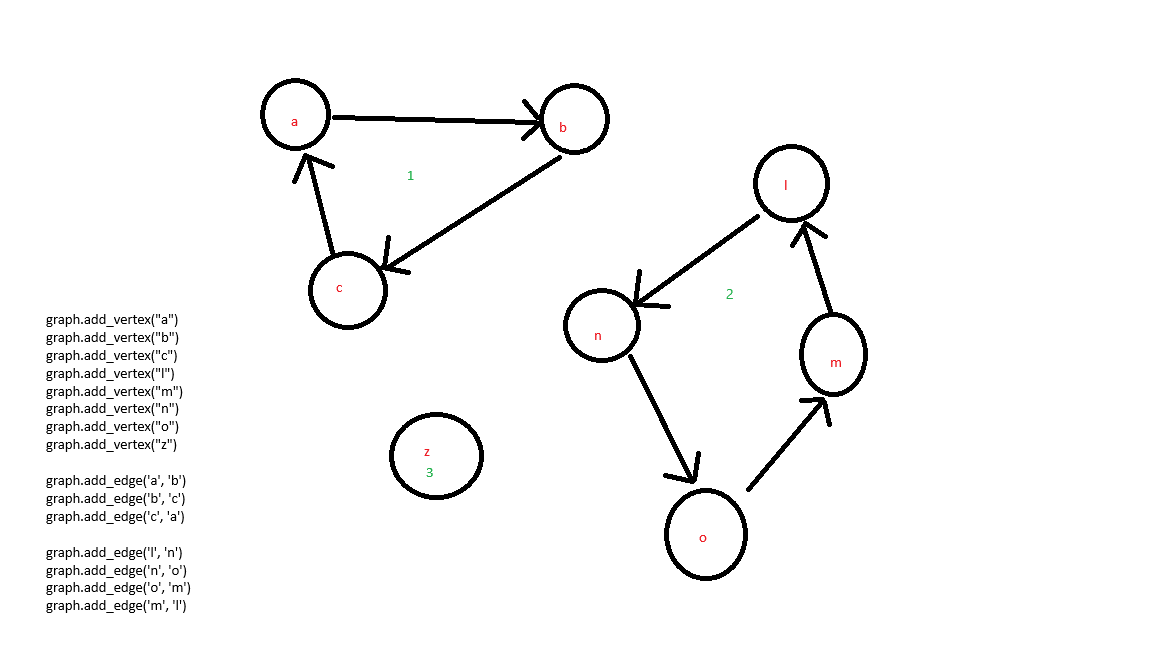 a
b
1
l
c
2
n
m
z
3
o
graph.add_vertex("a")
graph.add_vertex("b")
graph.add_vertex("c")
graph.add_vertex("l")
graph.add_vertex("m")
graph.add_vertex("n")
graph.add_vertex("o")
graph.add_vertex("z")
graph.add_edge('a', 'b')
graph.add_edge('b', 'c')
graph.add_edge('c', 'a')
graph.add_edge('l', 'n')
graph.add_edge('n', 'o')
graph.add_edge('o', 'm')
graph.add_edge('m', 'l')